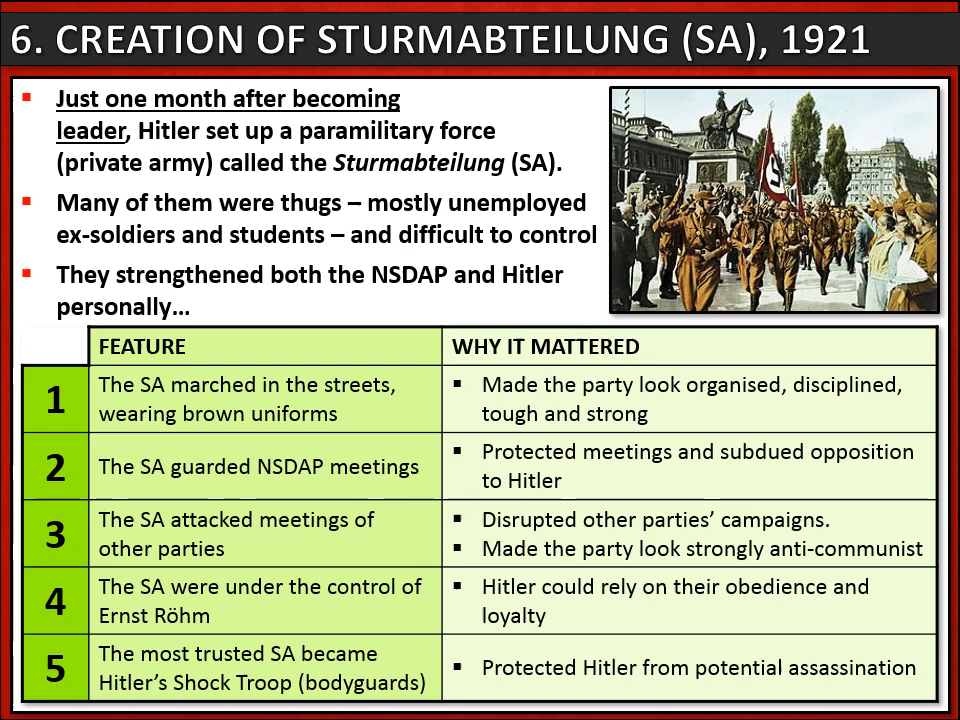 6. CREATION OF STURMABTEILUNG (SA), 1921
▪ Just one month after becoming
leader, Hitler set up a paramilitary force
(private army) called the Sturmabteilung (SA).
▪ Many of them were thugs – mostly unemployed
ex-soldiers and students – and difficult to control
▪ They strengthened both the NSDAP and Hitler
personally…
FEATURE
WHY IT MATTERED
1
The SA marched in the streets,
wearing brown uniforms
▪ Made the party look organised, disciplined,
tough and strong
2
The SA guarded NSDAP meetings
▪ Protected meetings and subdued opposition
to Hitler
3
The SA attacked meetings of
other parties
▪ Disrupted other parties’ campaigns.
▪ Made the party look strongly anti-communist
4
The SA were under the control of
Ernst Röhm
▪ Hitler could rely on their obedience and
loyalty
5
The most trusted SA became
Hitler’s Shock Troop (bodyguards)
▪ Protected Hitler from potential assassination